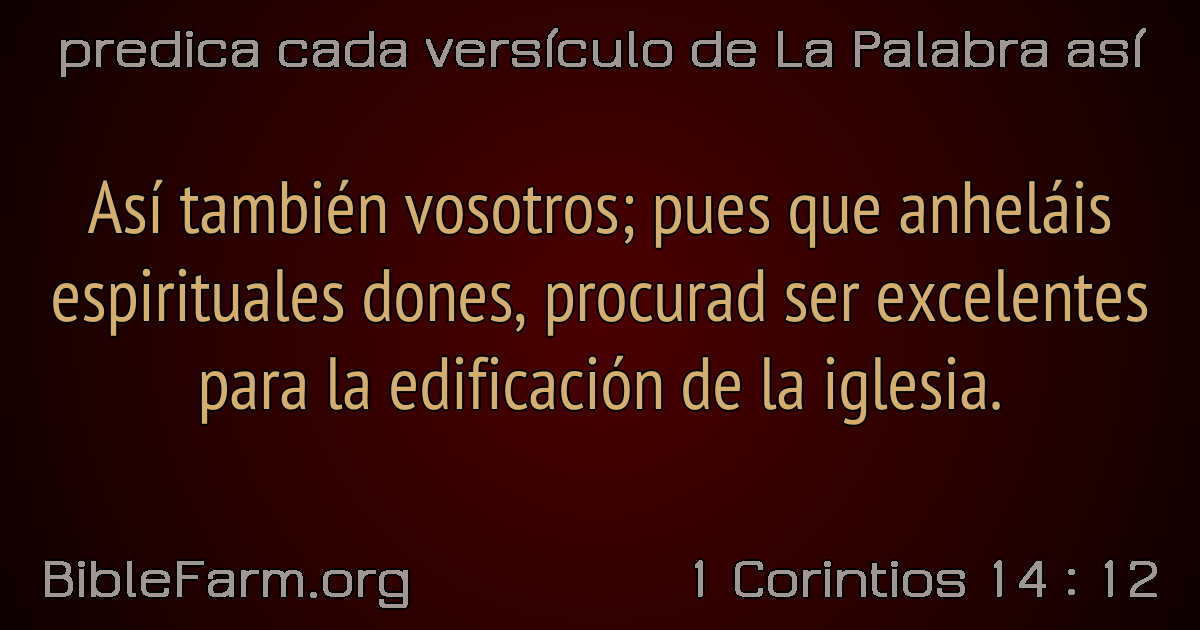 predica cada versículo de La Palabra así
Así también vosotros; pues que anheláis
espirituales dones, procurad ser excelentes
para la edificación de la iglesia.
BibleFarm.org
1 Corintios 14 : 12